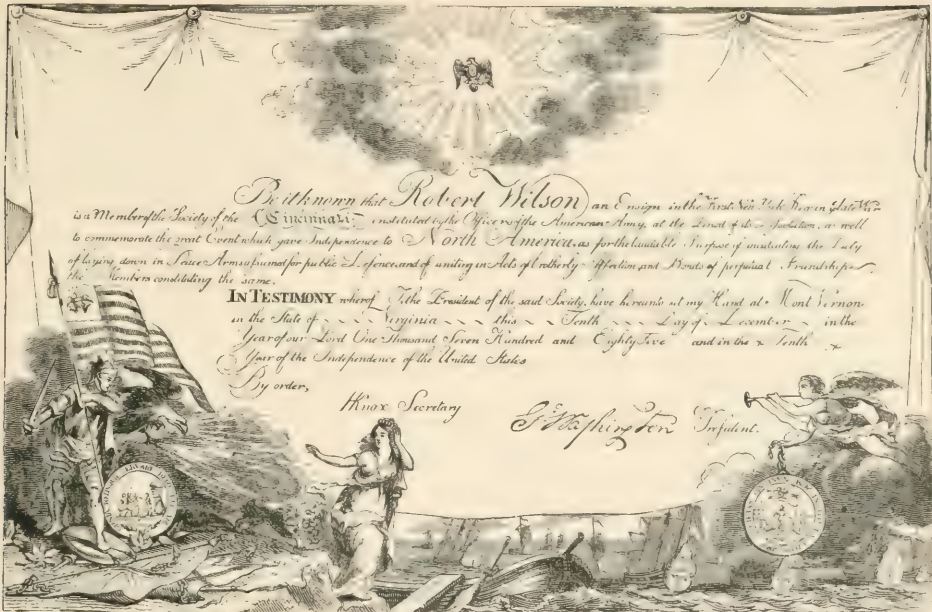 Be it known that Robert Wilson, an Ensign in the First New York Regim.
is a Member of the Society of the Cincinnati; instituted by the Officers of the American Army, at the Period of its Dissolution, as well
to commemorate the great Event which gave Independence to North America, as for the laudable Purpose of inculcating the Duty
of laying down in Peace Arms assumed for public Defence, and of uniting in Acts of brotherly Affection, and Bonds of perpetual Friendship
the Members constituting the same.
IN TESTIMONY whereof I, the President of the said Society, have hereunto set my Hand at Mont Vernon
in the State of Virginia this Tenth Day of December in the
Year of our Lord One Thousand Seven Hundred and Eighty Five and in the Tenth
Year of the Independence of the United States
By order,
HKnox Secretary
G Washington President.